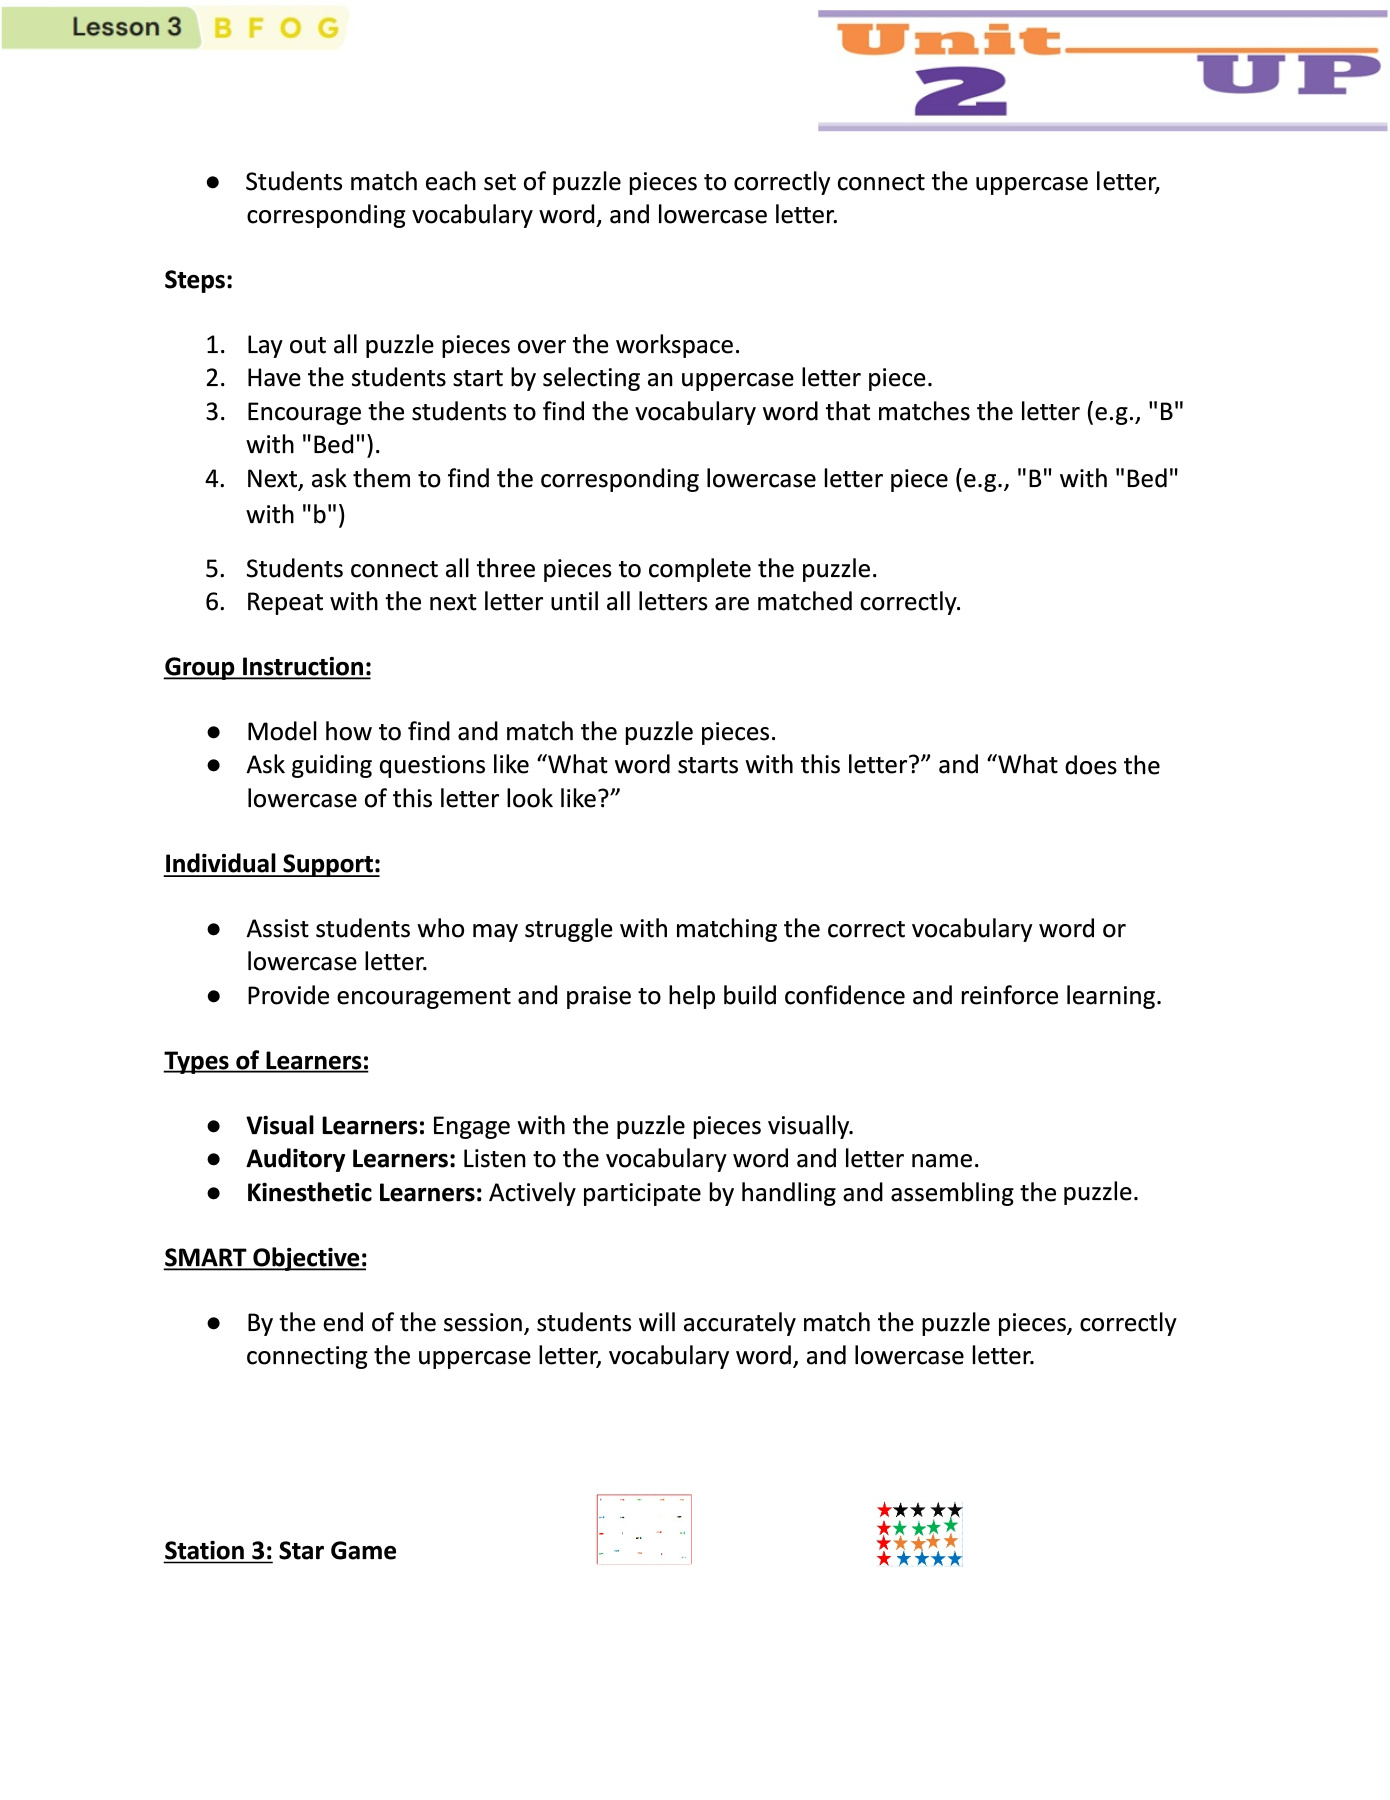 Lesson 3 B F O G
Unit 2 UP
● Students match each set of puzzle pieces to correctly connect the uppercase letter,
corresponding vocabulary word, and lowercase letter.
Steps:
1. Lay out all puzzle pieces over the workspace.
2. Have the students start by selecting an uppercase letter piece.
3. Encourage the students to find the vocabulary word that matches the letter (e.g., "B"
with "Bed").
4. Next, ask them to find the corresponding lowercase letter piece (e.g., "B" with "Bed"
with "b")
5. Students connect all three pieces to complete the puzzle.
6. Repeat with the next letter until all letters are matched correctly.
Group Instruction:
● Model how to find and match the puzzle pieces.
● Ask guiding questions like “What word starts with this letter?” and “What does the
lowercase of this letter look like?”
Individual Support:
● Assist students who may struggle with matching the correct vocabulary word or
lowercase letter.
● Provide encouragement and praise to help build confidence and reinforce learning.
Types of Learners:
● Visual Learners: Engage with the puzzle pieces visually.
● Auditory Learners: Listen to the vocabulary word and letter name.
● Kinesthetic Learners: Actively participate by handling and assembling the puzzle.
SMART Objective:
● By the end of the session, students will accurately match the puzzle pieces, correctly
connecting the uppercase letter, vocabulary word, and lowercase letter.
Station 3: Star Game